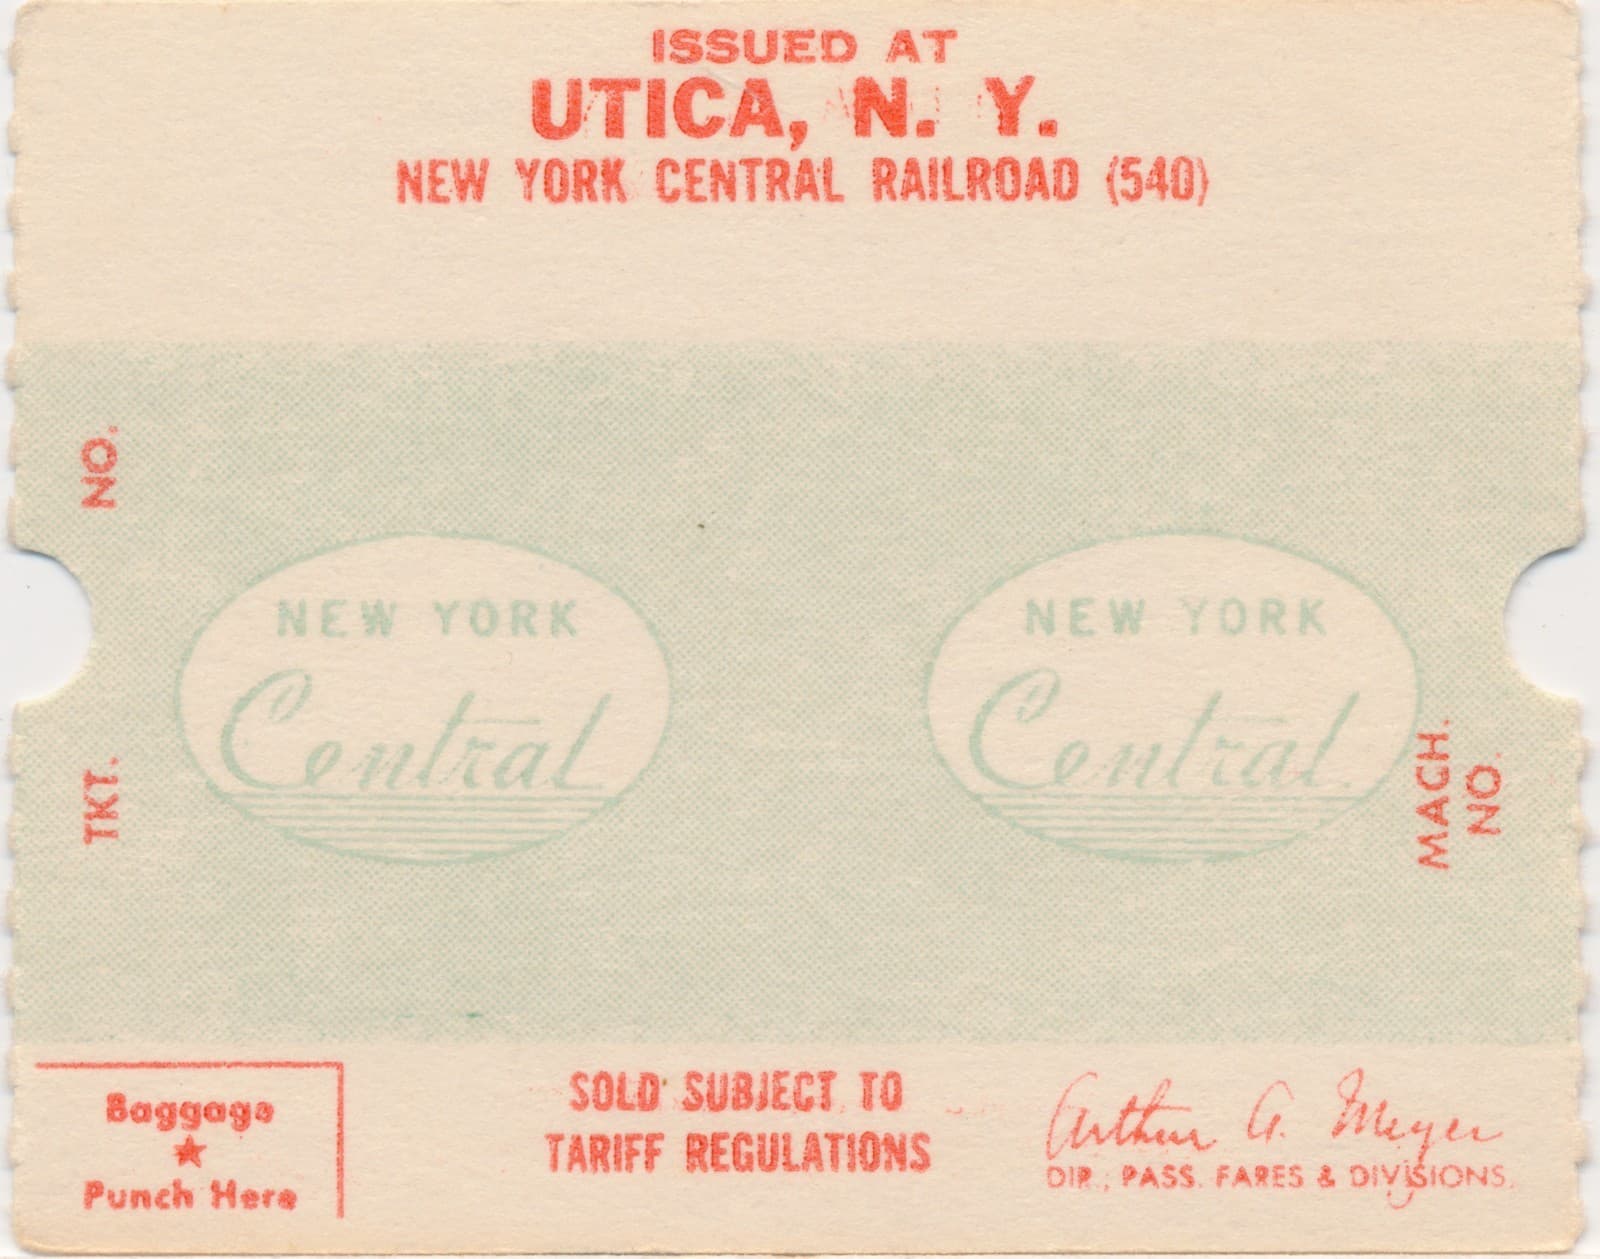 ISSUED AT
UTICA, N. Y.
NEW YORK CENTRAL RAILROAD (540)
TKT. NO.
NEW YORK
Central
NEW YORK
Central
MACH.
NO.
Baggage
★
Punch Here
SOLD SUBJECT TO
TARIFF REGULATIONS
Arthur A. Meyer
DIR., PASS. FARES & DIVISIONS.